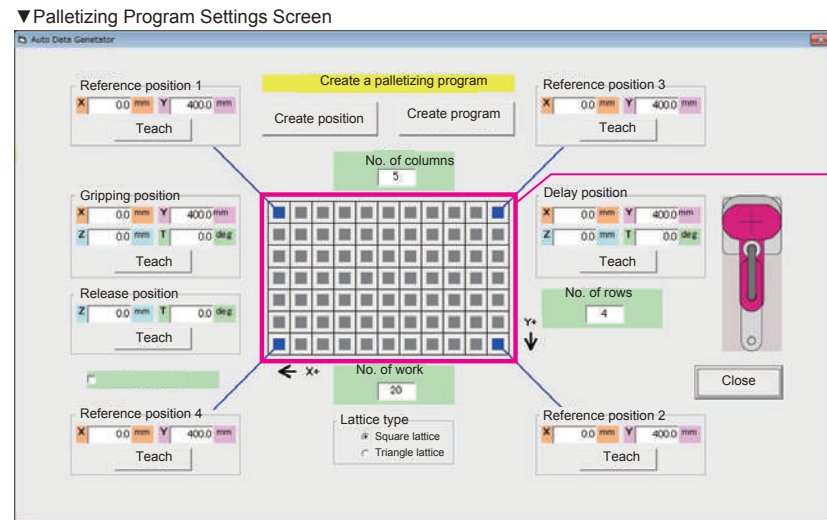 ▼Palletizing Program Settings Screen
Auto Data Genetator
Reference position 1
X 0.0 mm Y 400.0 mm
Teach
Create a palletizing program
Create position
Create program
Reference position 3
X 0.0 mm Y 400.0 mm
Teach
No. of columns
5
Gripping position
X 0.0 mm Y 400.0 mm
Z 0.0 mm T 0.0 deg
Teach
Delay position
X 0.0 mm Y 400.0 mm
Z 0.0 mm T 0.0 deg
Teach
Release position
Z 0.0 mm T 0.0 deg
Teach
No. of rows
4
Y+
X+
No. of work
20
Close
Reference position 4
X 0.0 mm Y 400.0 mm
Teach
Lattice type
Square lattice
Triangle lattice
Reference position 2
X 0.0 mm Y 400.0 mm
Teach